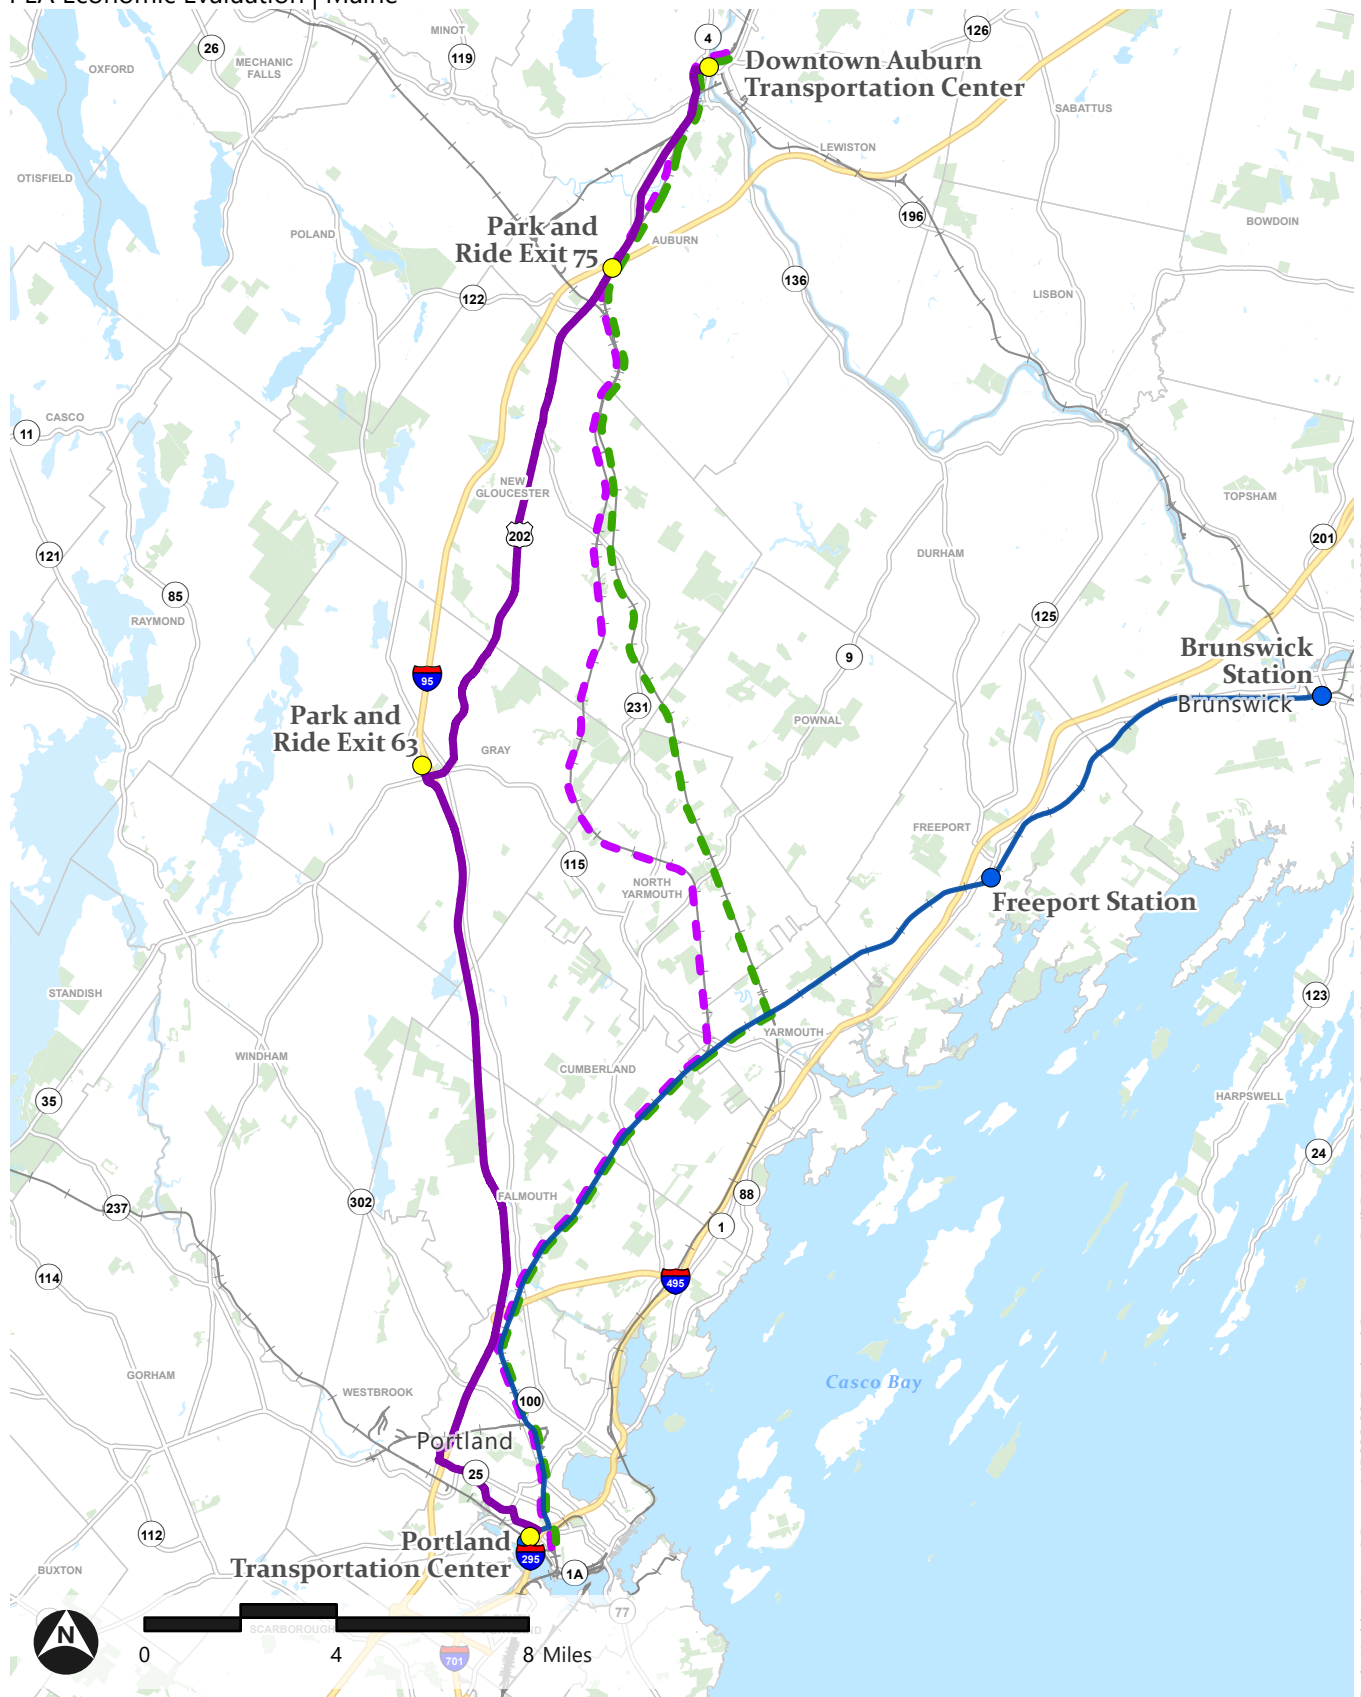 PLA Economic Evaluation | Maine
MINOT
4
126
26
119
Downtown Auburn
Transportation Center
OXFORD
MECHANIC
FALLS
SABATTUS
LEWISTON
OTISFIELD
196
BOWDOIN
Park and
Ride Exit 75
POLAND
AUBURN
136
122
LISBON
CASCO
11
NEW
GLOUCESTER
TOPSHAM
202
201
121
DURHAM
85
RAYMOND
125
9
Brunswick
Station
95
Brunswick
231
Park and
Ride Exit 63
POWNAL
GRAY
FREEPORT
115
NORTH
YARMOUTH
Freeport Station
STANDISH
123
YARMOUTH
WINDHAM
CUMBERLAND
35
HARPSWELL
24
88
FALMOUTH
302
237
1
114
495
GORHAM
Casco Bay
WESTBROOK
100
Portland
25
112
Portland
Transportation Center
295
1A
BUXTON
77
N
SCARBOROUGH
0
4
8 Miles
701